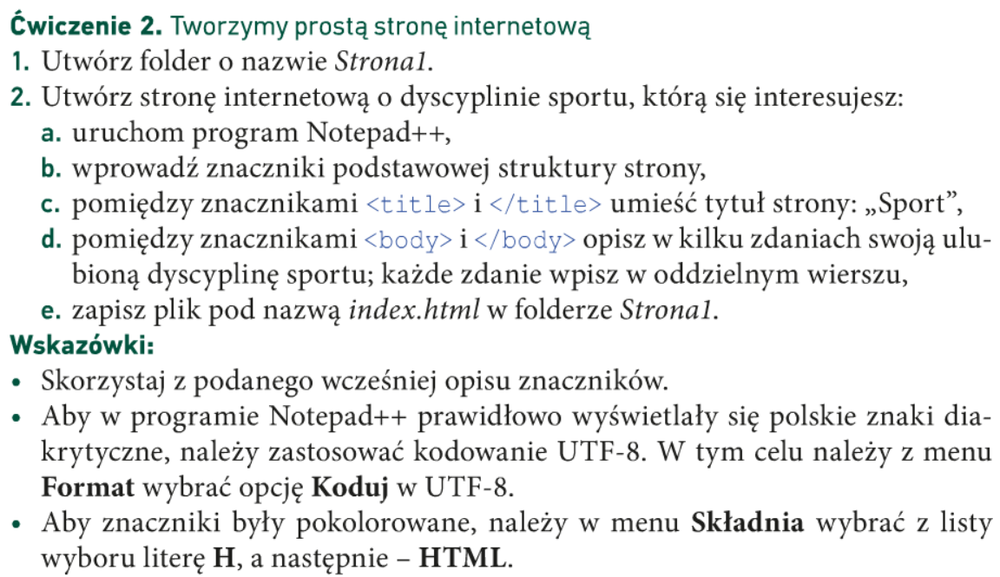 Ćwiczenie 2. Tworzymy prostą stronę internetową
1. Utwórz folder o nazwie Strona1.
2. Utwórz stronę internetową o dyscyplinie sportu, którą się interesujesz:
a. uruchom program Notepad++,
b. wprowadź znaczniki podstawowej struktury strony,
c. pomiędzy znacznikami <title> i </title> umieść tytuł strony: „Sport”,
d. pomiędzy znacznikami <body> i </body> opisz w kilku zdaniach swoją ulu-
bioną dyscyplinę sportu; każde zdanie wpisz w oddzielnym wierszu,
e. zapisz plik pod nazwą index.html w folderze Strona1.
Wskazówki:
• Skorzystaj z podanego wcześniej opisu znaczników.
• Aby w programie Notepad++ prawidłowo wyświetlały się polskie znaki dia-
krytyczne, należy zastosować kodowanie UTF-8. W tym celu należy z menu
Format wybrać opcję Koduj w UTF-8.
• Aby znaczniki były pokolorowane, należy w menu Składnia wybrać z listy
wyboru literę H, a następnie – HTML.